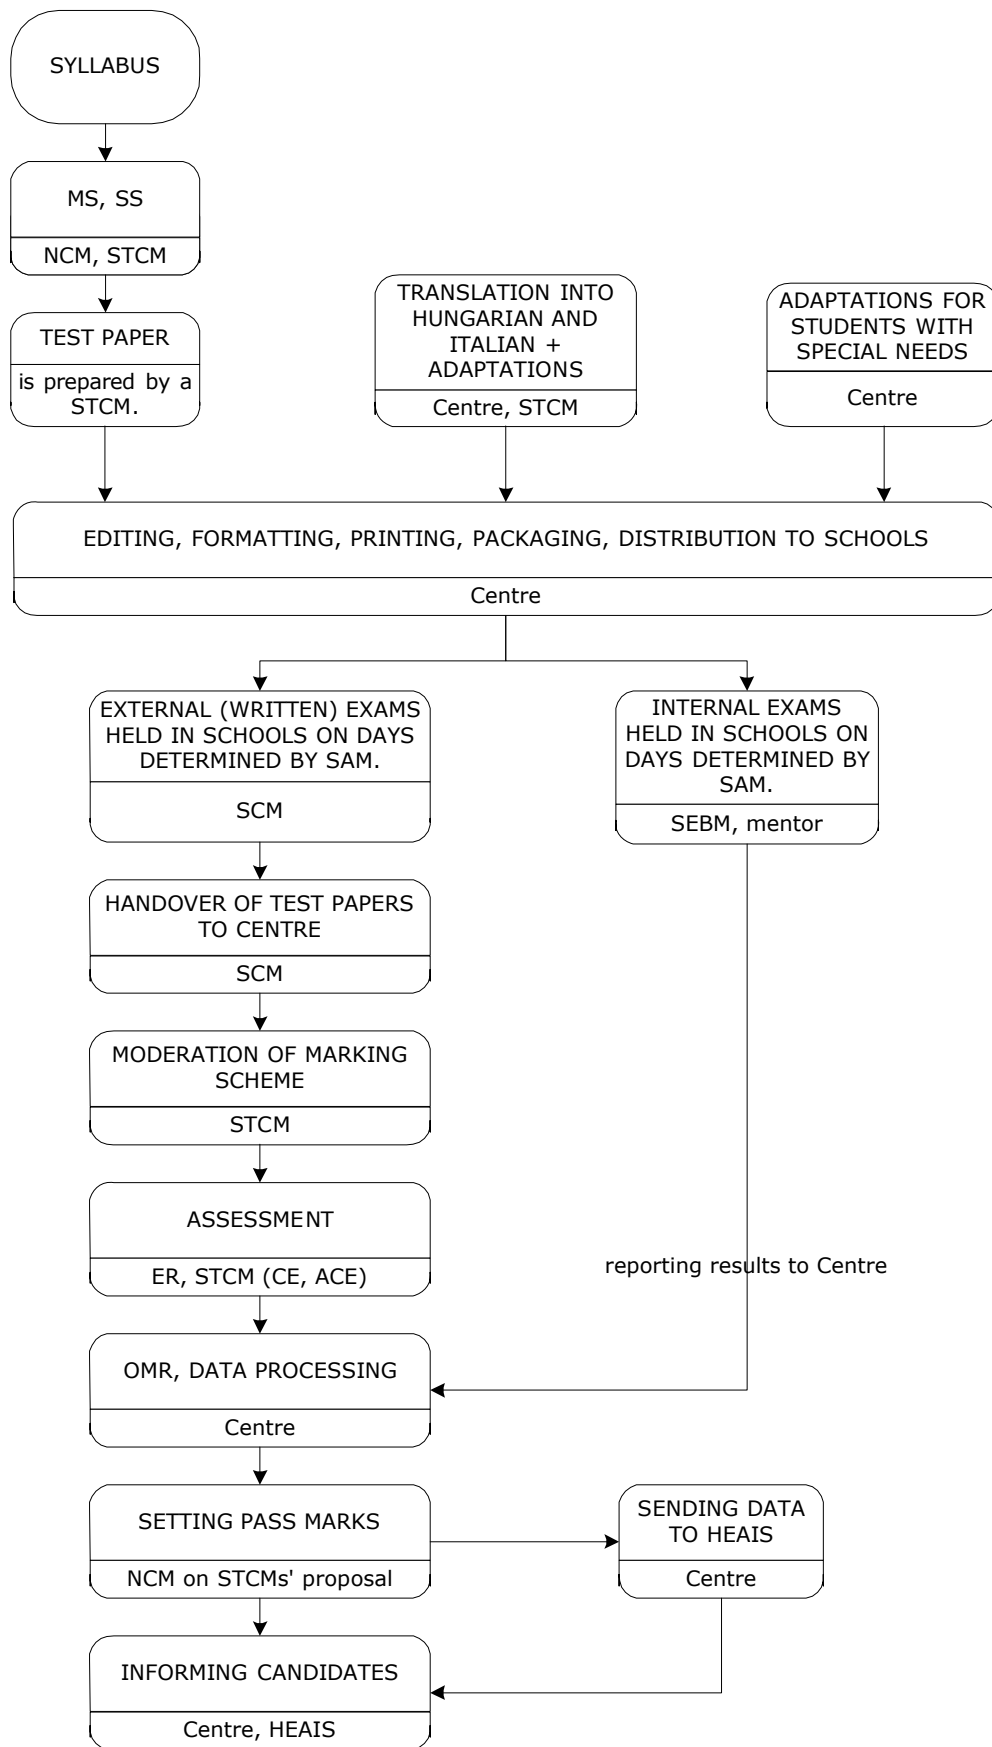 SYLLABUS
MS, SS
NCM, STCM
TEST PAPER
is prepared by a
STCM.
TRANSLATION INTO
HUNGARIAN AND
ITALIAN +
ADAPTATIONS
Centre, STCM
ADAPTATIONS FOR
STUDENTS WITH
SPECIAL NEEDS
Centre
EDITING, FORMATTING, PRINTING, PACKAGING, DISTRIBUTION TO SCHOOLS
Centre
EXTERNAL (WRITTEN) EXAMS
HELD IN SCHOOLS ON DAYS
DETERMINED BY SAM.
SCM
INTERNAL EXAMS
HELD IN SCHOOLS ON
DAYS DETERMINED BY
SAM.
SEBM, mentor
HANDOVER OF TEST PAPERS
TO CENTRE
SCM
MODERATION OF MARKING
SCHEME
STCM
ASSESSMENT
ER, STCM (CE, ACE)
reporting results to Centre
OMR, DATA PROCESSING
Centre
SETTING PASS MARKS
NCM on STCMs' proposal
SENDING DATA
TO HEAIS
Centre
INFORMING CANDIDATES
Centre, HEAIS